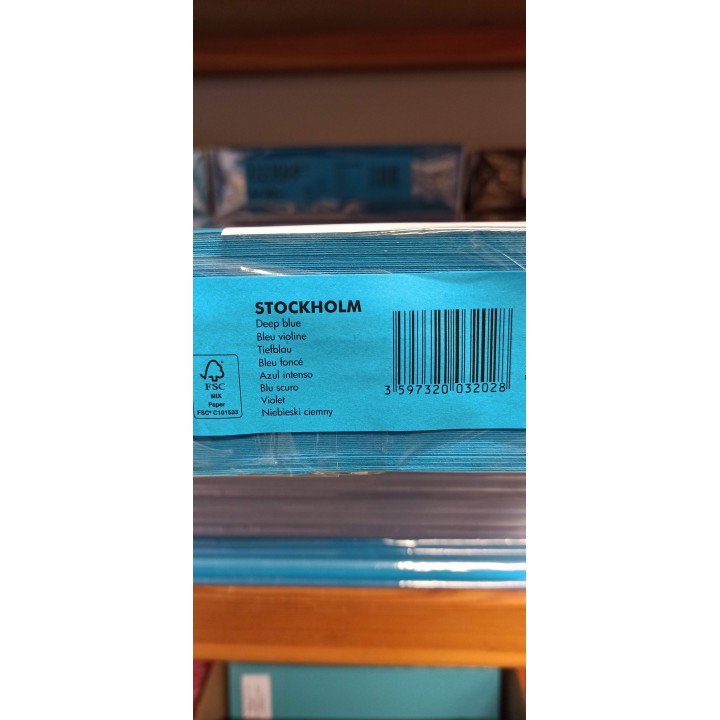 STOCKHOLM
Deep blue
Bleu violine
Tiefblau
Bleu foncé
Azul intenso
Blu scuro
Violet
Niebieski ciemny
FSC
MIX
Paper
FSC® C101533
3 597320 032028